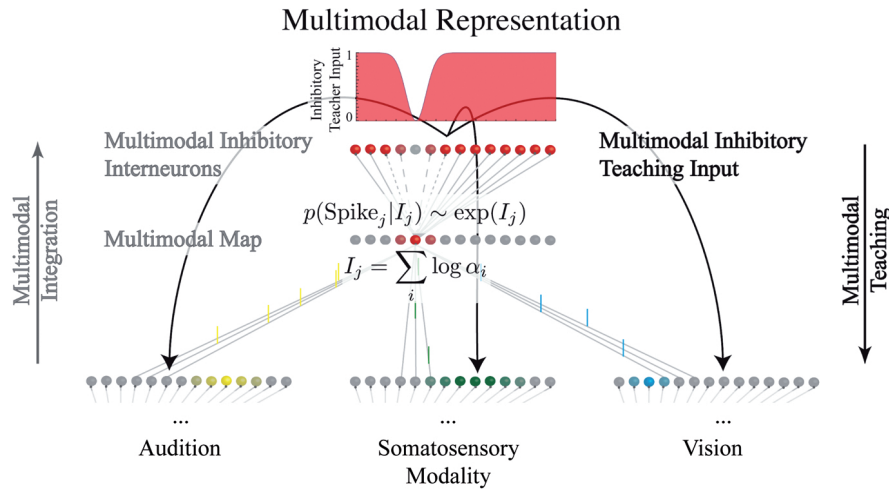 Multimodal Representation
Inhibitory
Teacher Input
1
0
Multimodal Inhibitory
Interneurons
Multimodal Inhibitory
Teaching Input
p(Spike_j|I_j) ∼ exp(I_j)
Multimodal Map
I_j = ∑_i log α_i
Multimodal
Integration
Multimodal
Teaching
...
...
...
Audition
Somatosensory
Modality
Vision